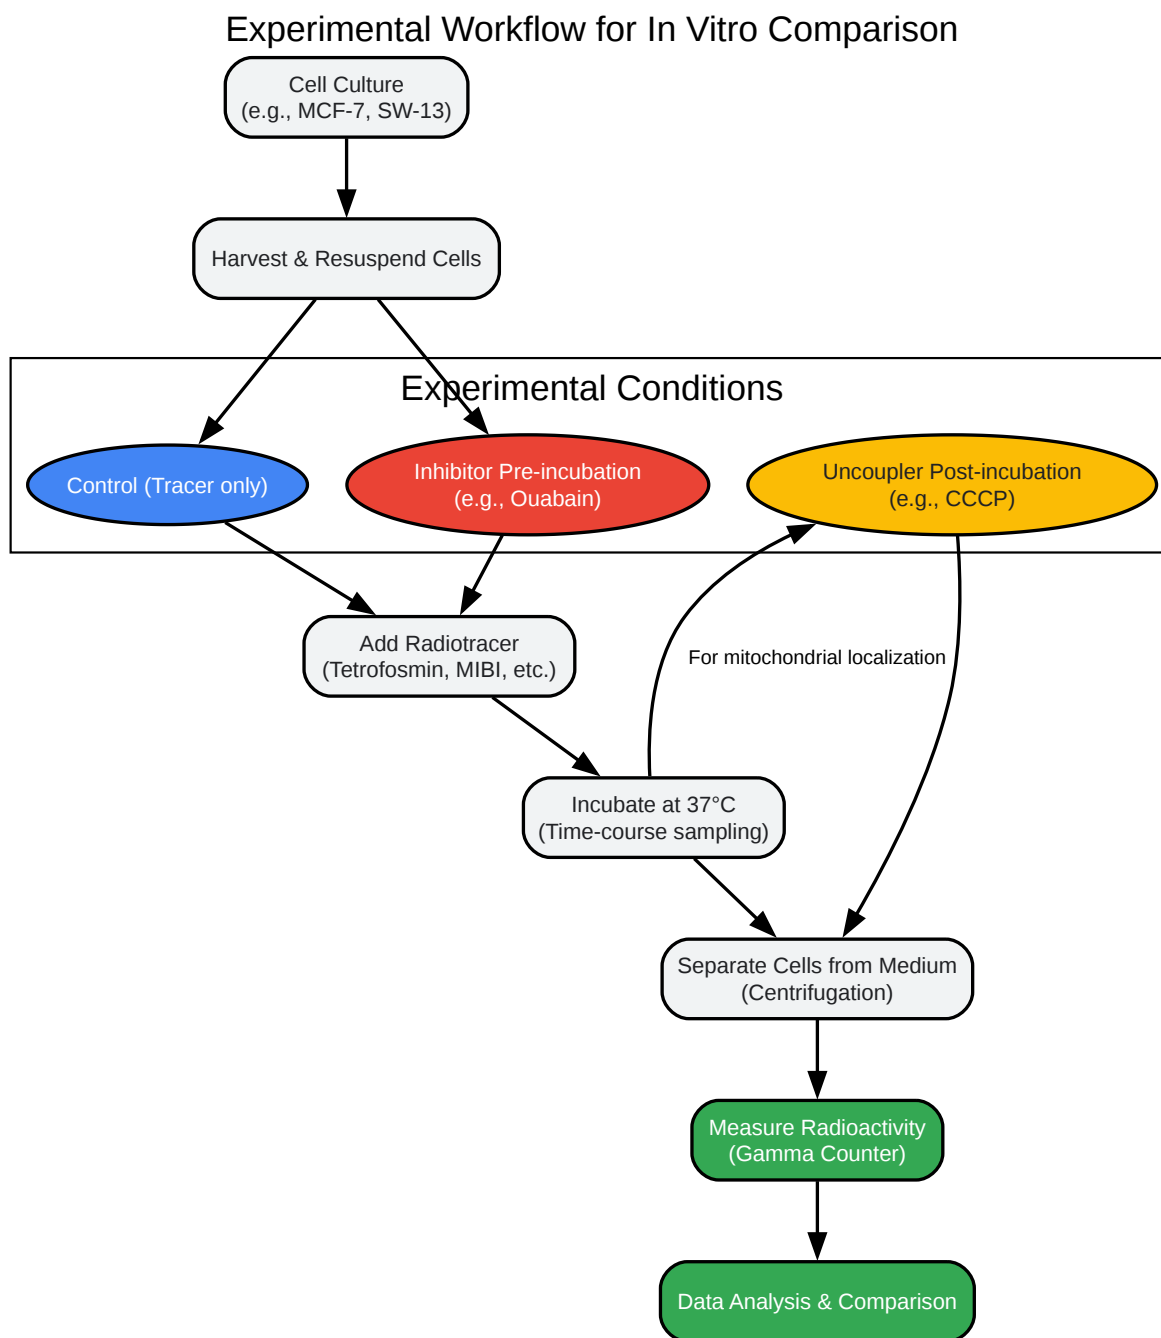 Experimental Workflow for In Vitro Comparison
Cell Culture
(e.g., MCF-7, SW-13)
Harvest & Resuspend Cells
Experimental Conditions
Control (Tracer only)
Inhibitor Pre-incubation
(e.g., Ouabain)
Uncoupler Post-incubation
(e.g., CCCP)
Add Radiotracer
(Tetrofosmin, MIBI, etc.)
For mitochondrial localization
Incubate at 37°C
(Time-course sampling)
Separate Cells from Medium
(Centrifugation)
Measure Radioactivity
(Gamma Counter)
Data Analysis & Comparison